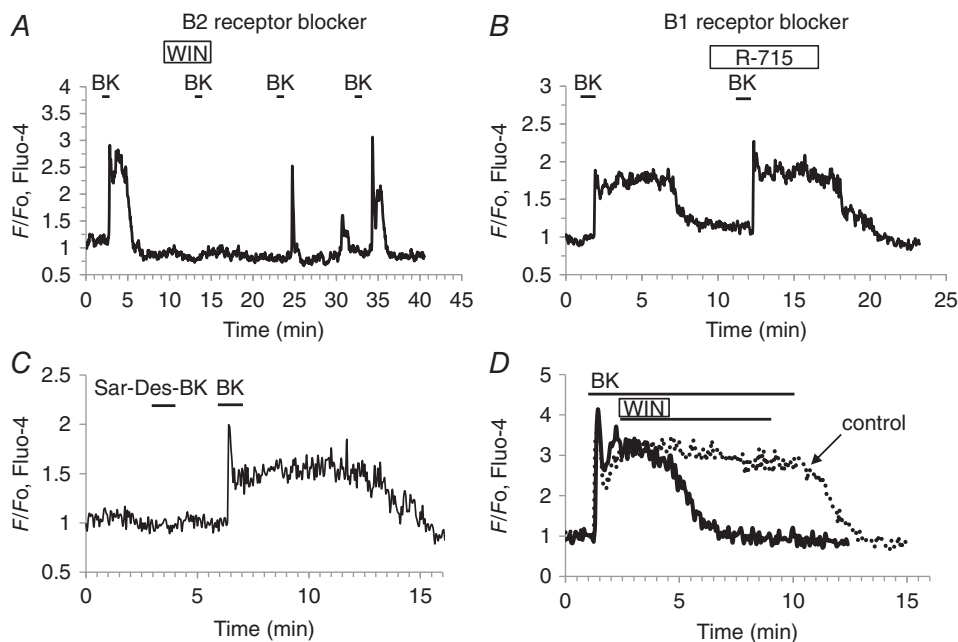 A
B2 receptor blocker
WIN
BK BK BK BK
F/Fo, Fluo-4
4
3.5
3
2.5
2
1.5
1
0.5
0 5 10 15 20 25 30 35 40 45
Time (min)
B
B1 receptor blocker
R-715
BK BK
F/Fo, Fluo-4
3
2.5
2
1.5
1
0.5
0 5 10 15 20 25
Time (min)
C
Sar-Des-BK BK
F/Fo, Fluo-4
2.5
2
1.5
1
0.5
0 5 10 15
Time (min)
D
BK
WIN
control
F/Fo, Fluo-4
5
4
3
2
1
0
0 5 10 15
Time (min)